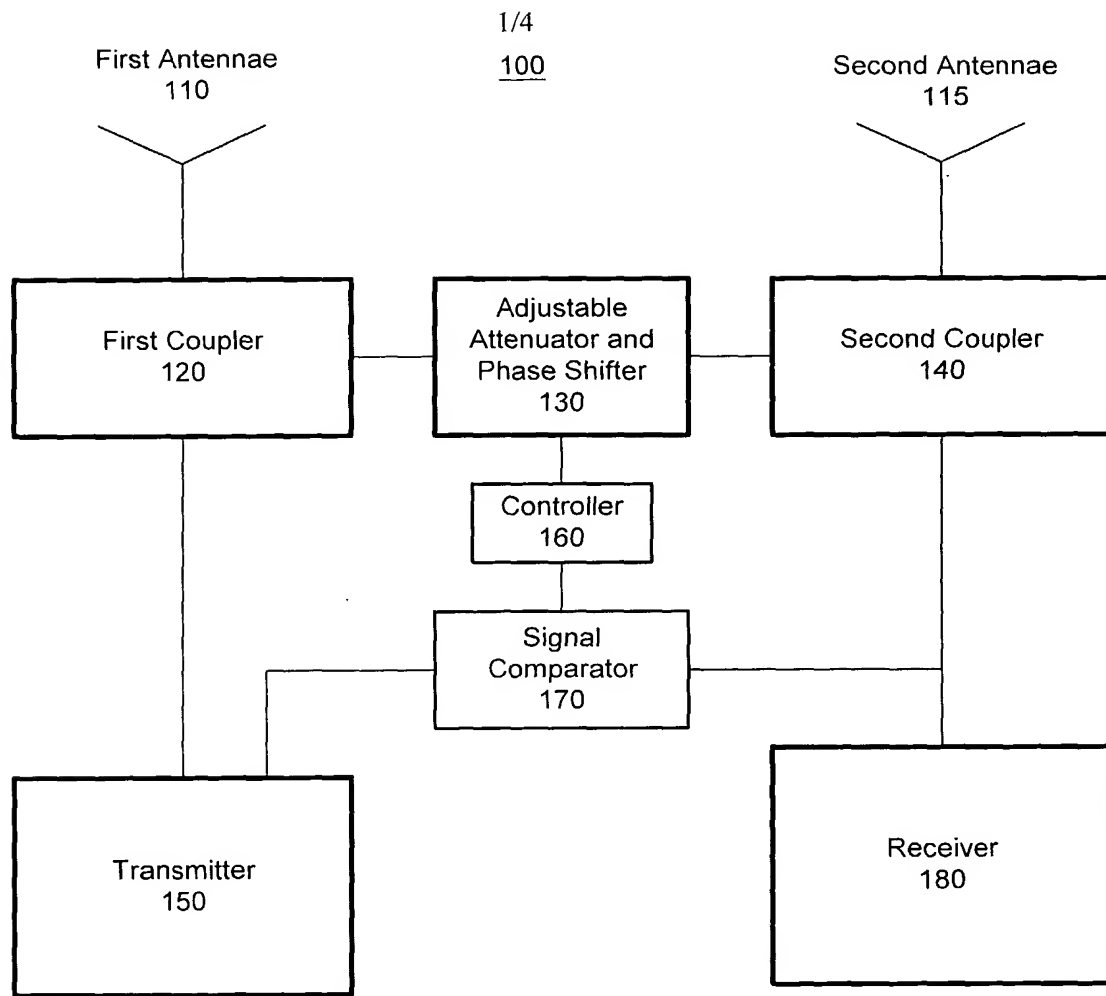 1/4
100
First Antennae
110
Second Antennae
115
First Coupler
120
Adjustable
Attenuator and
Phase Shifter
130
Second Coupler
140
Controller
160
Signal
Comparator
170
Transmitter
150
Receiver
180